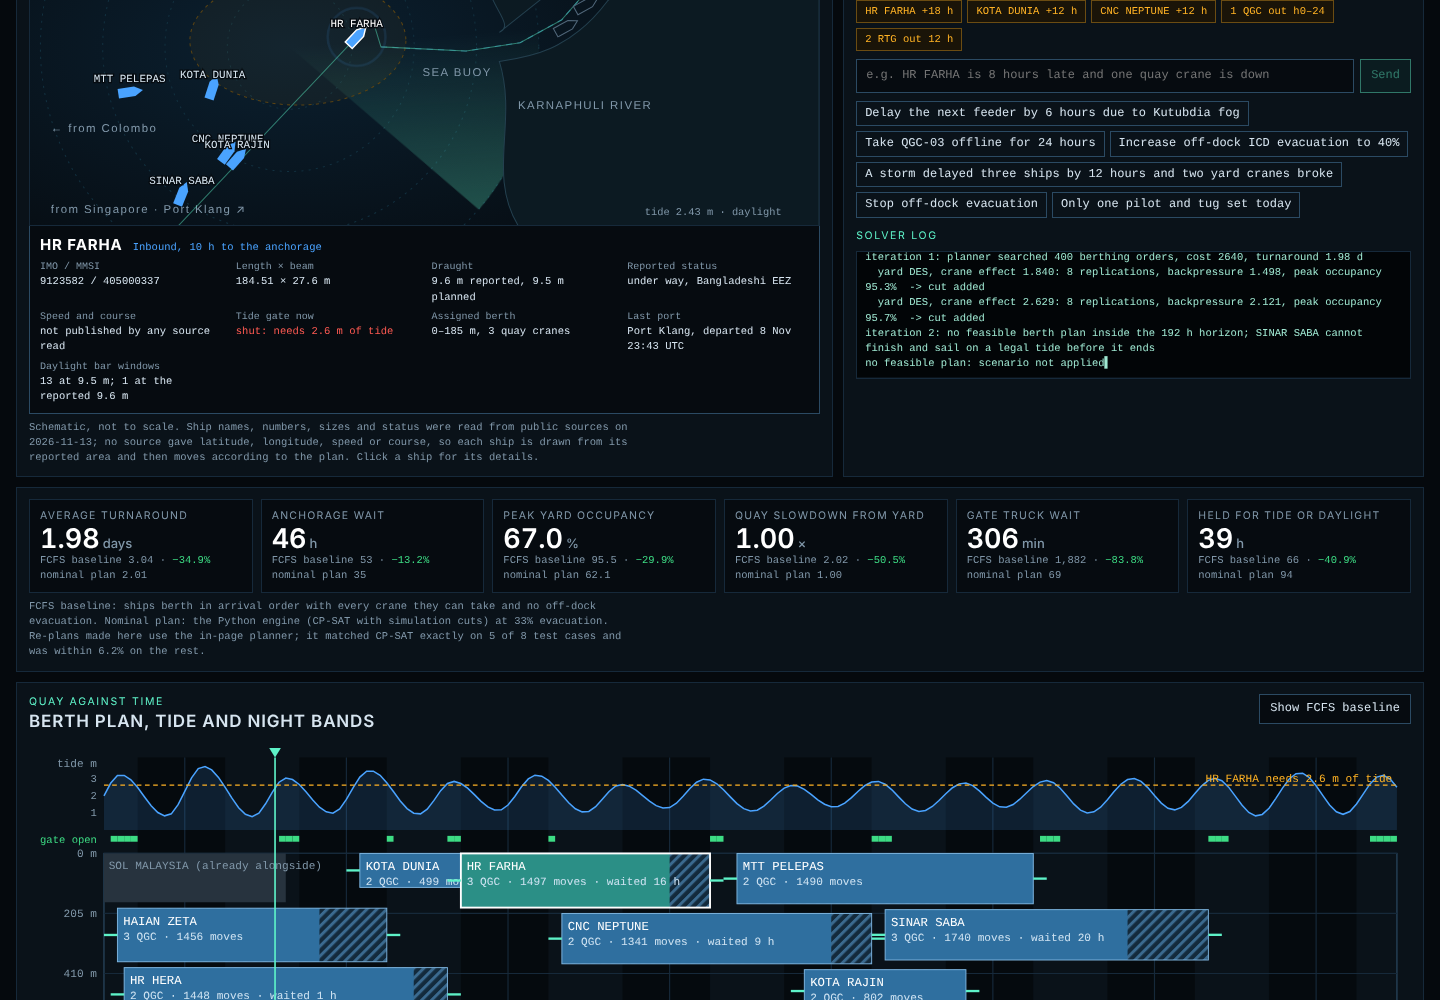 HR FARHA
MTT PELEPAS
KOTA DUNIA
SEA BUOY
KARNAPHULI RIVER
← from Colombo
CNC NEPTUNE
KOTA RAJIN
SINAR SABA
from Singapore · Port Klang ↗
tide 2.43 m · daylight
HR FARHA Inbound, 10 h to the anchorage
IMO / MMSI
9123582 / 405000337
Length × beam
184.51 × 27.6 m
Draught
9.6 m reported, 9.5 m
planned
Reported status
under way, Bangladeshi EEZ
Speed and course
not published by any source
read
Tide gate now
shut: needs 2.6 m of tide
Assigned berth
0–185 m, 3 quay cranes
Last port
Port Klang, departed 8 Nov
23:43 UTC
Daylight bar windows
13 at 9.5 m; 1 at the
reported 9.6 m
Schematic, not to scale. Ship names, numbers, sizes and status were read from public sources on
2026-11-13; no source gave latitude, longitude, speed or course, so each ship is drawn from its
reported area and then moves according to the plan. Click a ship for its details.
HR FARHA +18 h
KOTA DUNIA +12 h
CNC NEPTUNE +12 h
1 QGC out h0–24
2 RTG out 12 h
e.g. HR FARHA is 8 hours late and one quay crane is down
Send
Delay the next feeder by 6 hours due to Kutubdia fog
Take QGC-03 offline for 24 hours
Increase off-dock ICD evacuation to 40%
A storm delayed three ships by 12 hours and two yard cranes broke
Stop off-dock evacuation
Only one pilot and tug set today
SOLVER LOG
iteration 1: planner searched 400 berthing orders, cost 2640, turnaround 1.98 d
yard DES, crane effect 1.840: 8 replications, backpressure 1.498, peak occupancy
95.3% -> cut added
yard DES, crane effect 2.629: 8 replications, backpressure 2.121, peak occupancy
95.7% -> cut added
iteration 2: no feasible berth plan inside the 192 h horizon; SINAR SABA cannot
finish and sail on a legal tide before it ends
no feasible plan: scenario not applied
AVERAGE TURNAROUND
1.98 days
FCFS baseline 3.04 · −34.9%
nominal plan 2.01
ANCHORAGE WAIT
46 h
FCFS baseline 53 · −13.2%
nominal plan 35
PEAK YARD OCCUPANCY
67.0 %
FCFS baseline 95.5 · −29.9%
nominal plan 62.1
QUAY SLOWDOWN FROM YARD
1.00 ×
FCFS baseline 2.02 · −50.5%
nominal plan 1.00
GATE TRUCK WAIT
306 min
FCFS baseline 1,882 · −83.8%
nominal plan 69
HELD FOR TIDE OR DAYLIGHT
39 h
FCFS baseline 66 · −40.9%
nominal plan 94
FCFS baseline: ships berth in arrival order with every crane they can take and no off-dock
evacuation. Nominal plan: the Python engine (CP-SAT with simulation cuts) at 33% evacuation.
Re-plans made here use the in-page planner; it matched CP-SAT exactly on 5 of 8 test cases and
was within 6.2% on the rest.
QUAY AGAINST TIME
BERTH PLAN, TIDE AND NIGHT BANDS
Show FCFS baseline
tide m
3
2
1
HR FARHA needs 2.6 m of tide
gate open
0 m
SOL MALAYSIA (already alongside)
KOTA DUNIA
2 QGC · 499 mo
HR FARHA
3 QGC · 1497 moves · waited 16 h
MTT PELEPAS
2 QGC · 1490 moves
205 m
HAIAN ZETA
3 QGC · 1456 moves
CNC NEPTUNE
2 QGC · 1341 moves · waited 9 h
SINAR SABA
3 QGC · 1740 moves · waited 20 h
410 m
HR HERA
2 QGC · 1448 moves · waited 1 h
KOTA RAJIN
2 QGC · 802 moves